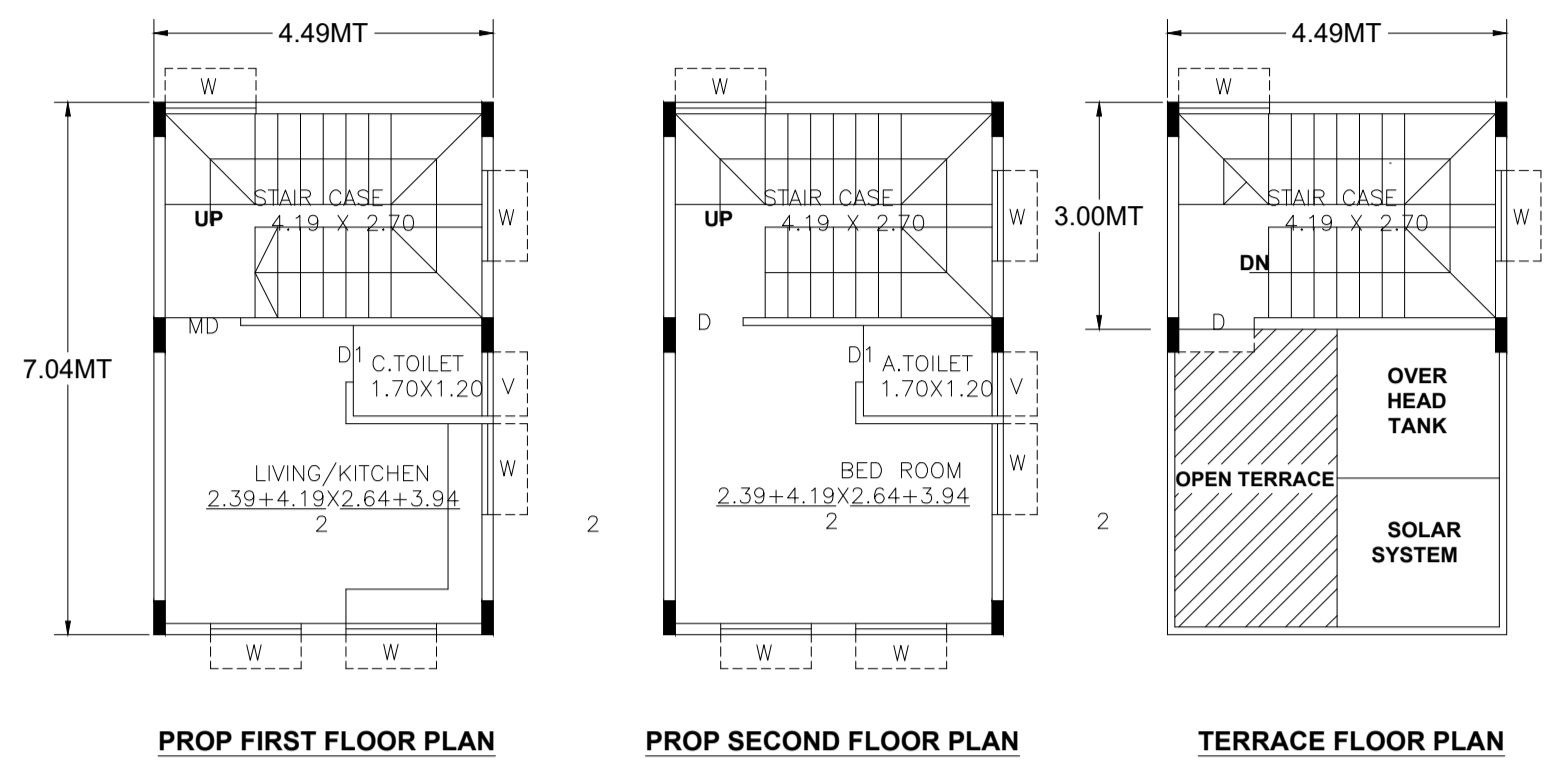 4.49MT
W
7.04MT
STAIR CASE
4.19 X 2.70
UP
W
MD
D1
C.TOILET
1.70X1.20
V
LIVING/KITCHEN
2.39+4.19X2.64+3.94
2
W
2
W
W
PROP FIRST FLOOR PLAN
W
STAIR CASE
4.19 X 2.70
UP
W
D
D1
A.TOILET
1.70X1.20
V
BED ROOM
2.39+4.19X2.64+3.94
2
W
2
W
W
PROP SECOND FLOOR PLAN
4.49MT
W
3.00MT
STAIR CASE
4.19 X 2.70
DN
W
D
OVER
HEAD
TANK
OPEN TERRACE
SOLAR
SYSTEM
TERRACE FLOOR PLAN